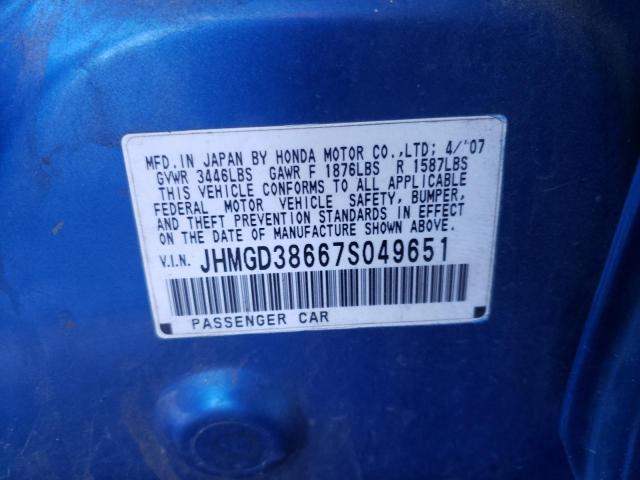 MFD.IN JAPAN BY HONDA MOTOR CO.,LTD; 4/'07
GVWR 3446LBS GAWR F 1876LBS R 1587LBS
THIS VEHICLE CONFORMS TO ALL APPLICABLE
FEDERAL MOTOR VEHICLE SAFETY, BUMPER,
AND THEFT PREVENTION STANDARDS IN EFFECT
ON THE DATE OF MANUFACTURE SHOWN ABOVE.
V.I.N. JHMGD38667S049651
PASSENGER CAR